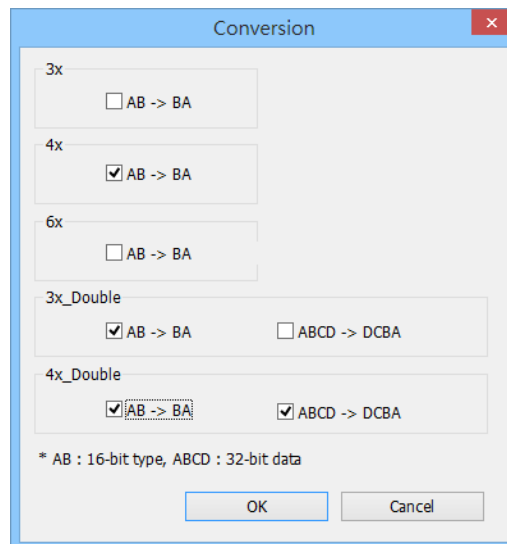 Conversion
3x
AB -> BA
4x
AB -> BA
6x
AB -> BA
3x_Double
AB -> BA ABCD -> DCBA
4x_Double
AB -> BA ABCD -> DCBA
* AB : 16-bit type, ABCD : 32-bit data
OK Cancel